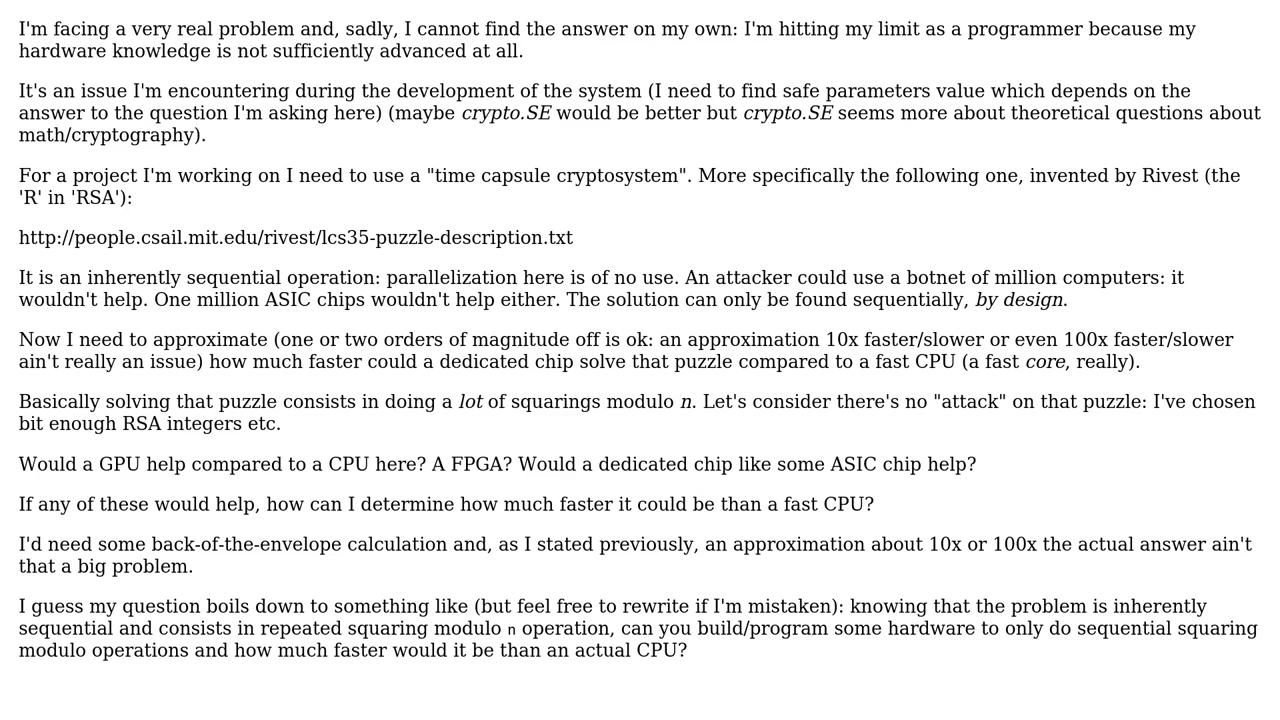 I'm facing a very real problem and, sadly, I cannot find the answer on my own: I'm hitting my limit as a programmer because my
hardware knowledge is not sufficiently advanced at all.
It's an issue I'm encountering during the development of the system (I need to find safe parameters value which depends on the
answer to the question I'm asking here) (maybe crypto.SE would be better but crypto.SE seems more about theoretical questions about
math/cryptography).
For a project I'm working on I need to use a "time capsule cryptosystem". More specifically the following one, invented by Rivest (the
'R' in 'RSA'):
http://people.csail.mit.edu/rivest/lcs35-puzzle-description.txt
It is an inherently sequential operation: parallelization here is of no use. An attacker could use a botnet of million computers: it
wouldn't help. One million ASIC chips wouldn't help either. The solution can only be found sequentially, by design.
Now I need to approximate (one or two orders of magnitude off is ok: an approximation 10x faster/slower or even 100x faster/slower
ain't really an issue) how much faster could a dedicated chip solve that puzzle compared to a fast CPU (a fast core, really).
Basically solving that puzzle consists in doing a lot of squarings modulo n. Let's consider there's no "attack" on that puzzle: I've chosen
bit enough RSA integers etc.
Would a GPU help compared to a CPU here? A FPGA? Would a dedicated chip like some ASIC chip help?
If any of these would help, how can I determine how much faster it could be than a fast CPU?
I'd need some back-of-the-envelope calculation and, as I stated previously, an approximation about 10x or 100x the actual answer ain't
that a big problem.
I guess my question boils down to something like (but feel free to rewrite if I'm mistaken): knowing that the problem is inherently
sequential and consists in repeated squaring modulo n operation, can you build/program some hardware to only do sequential squaring
modulo operations and how much faster would it be than an actual CPU?